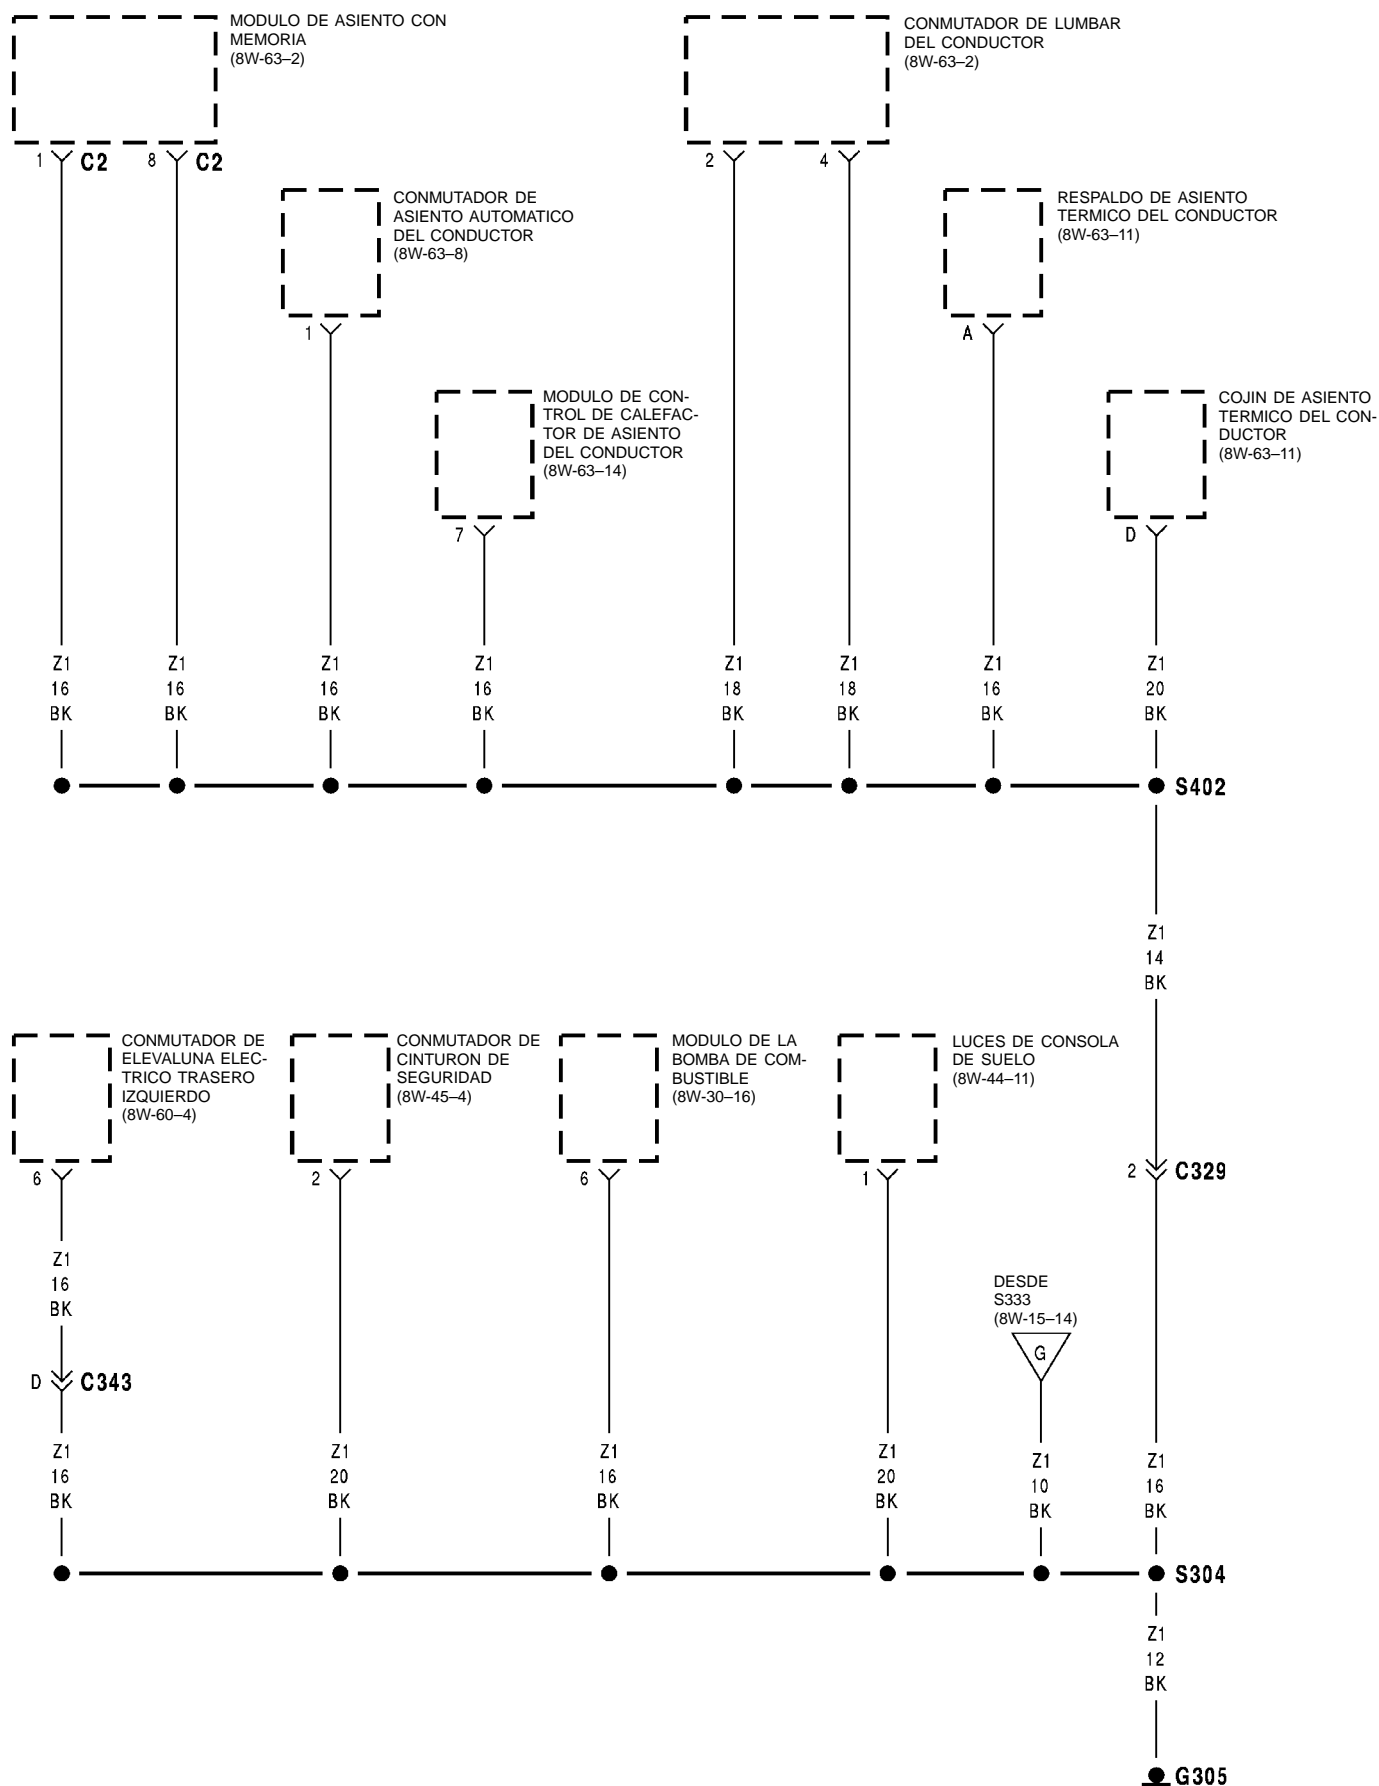 MODULO DE ASIENTO CON
MEMORIA
(8W-63–2)
CONMUTADOR DE LUMBAR
DEL CONDUCTOR
(8W-63–2)
1 C2
8 C2
2
4
CONMUTADOR DE
ASIENTO AUTOMATICO
DEL CONDUCTOR
(8W-63–8)
1
RESPALDO DE ASIENTO
TERMICO DEL CONDUCTOR
(8W-63–11)
A
MODULO DE CON-
TROL DE CALEFAC-
TOR DE ASIENTO
DEL CONDUCTOR
(8W-63–14)
7
COJIN DE ASIENTO
TERMICO DEL CON-
DUCTOR
(8W-63–11)
D
Z1 Z1 Z1 Z1 Z1 Z1 Z1 Z1
16 16 16 16 18 18 16 20
BK BK BK BK BK BK BK BK
S402
Z1
14
BK
CONMUTADOR DE
ELEVALUNA ELEC-
TRICO TRASERO
IZQUIERDO
(8W-60–4)
6
CONMUTADOR DE
CINTURON DE
SEGURIDAD
(8W-45–4)
2
MODULO DE LA
BOMBA DE COM-
BUSTIBLE
(8W-30–16)
6
LUCES DE CONSOLA
DE SUELO
(8W-44–11)
1
2 C329
Z1
16
BK
DESDE
S333
(8W-15–14)
G
D C343
Z1 Z1 Z1 Z1 Z1 Z1
16 20 16 20 10 16
BK BK BK BK BK BK
S304
Z1
12
BK
G305